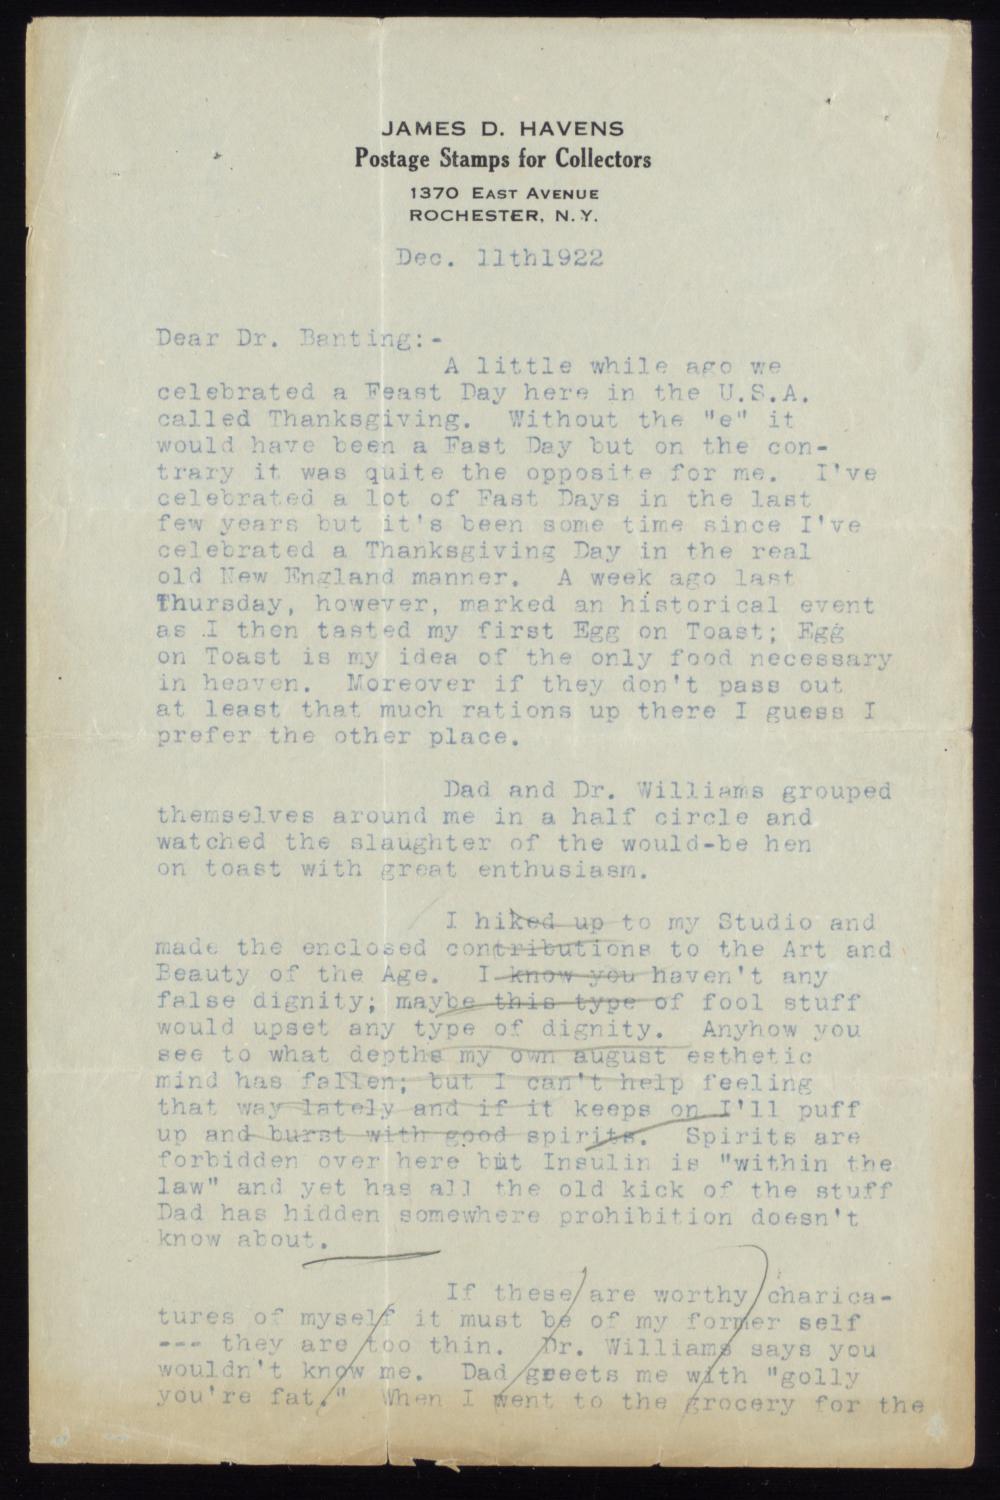 JAMES D. HAVENS
Postage Stamps for Collectors
1370 EAST AVENUE
ROCHESTER, N.Y.
Dec. 11th1922
Dear Dr. Banting:-
A little while ago we
celebrated a Feast Day here in the U.S.A.
called Thanksgiving. Without the "e" it
would have been a Fast Day but on the con-
trary it was quite the opposite for me. I've
celebrated a lot of Fast Days in the last
few years but it's been some time since I've
celebrated a Thanksgiving Day in the real
old New England manner. A week ago last
Thursday, however, marked an historical event
as I then tasted my first Egg on Toast; Egg
on Toast is my idea of the only food necessary
in heaven. Moreover if they don't pass out
at least that much rations up there I guess I
prefer the other place.
Dad and Dr. Williams grouped
themselves around me in a half circle and
watched the slaughter of the would-be hen
on toast with great enthusiasm.
I hiked up to my Studio and
made the enclosed contributions to the Art and
Beauty of the Age. I know you haven't any
false dignity; maybe this type of fool stuff
would upset any type of dignity. Anyhow you
see to what depths my own august esthetic
mind has fallen; but I can't help feeling
that way lately and if it keeps on I'll puff
up and burst with good spirits. Spirits are
forbidden over here but Insulin is "within the
law" and yet has all the old kick of the stuff
Dad has hidden somewhere prohibition doesn't
know about.
If these are worthy charica-
tures of myself it must be of my former self
--- they are too thin. Dr. Williams says you
wouldn't know me. Dad greets me with "golly
you're fat." When I went to the grocery for the